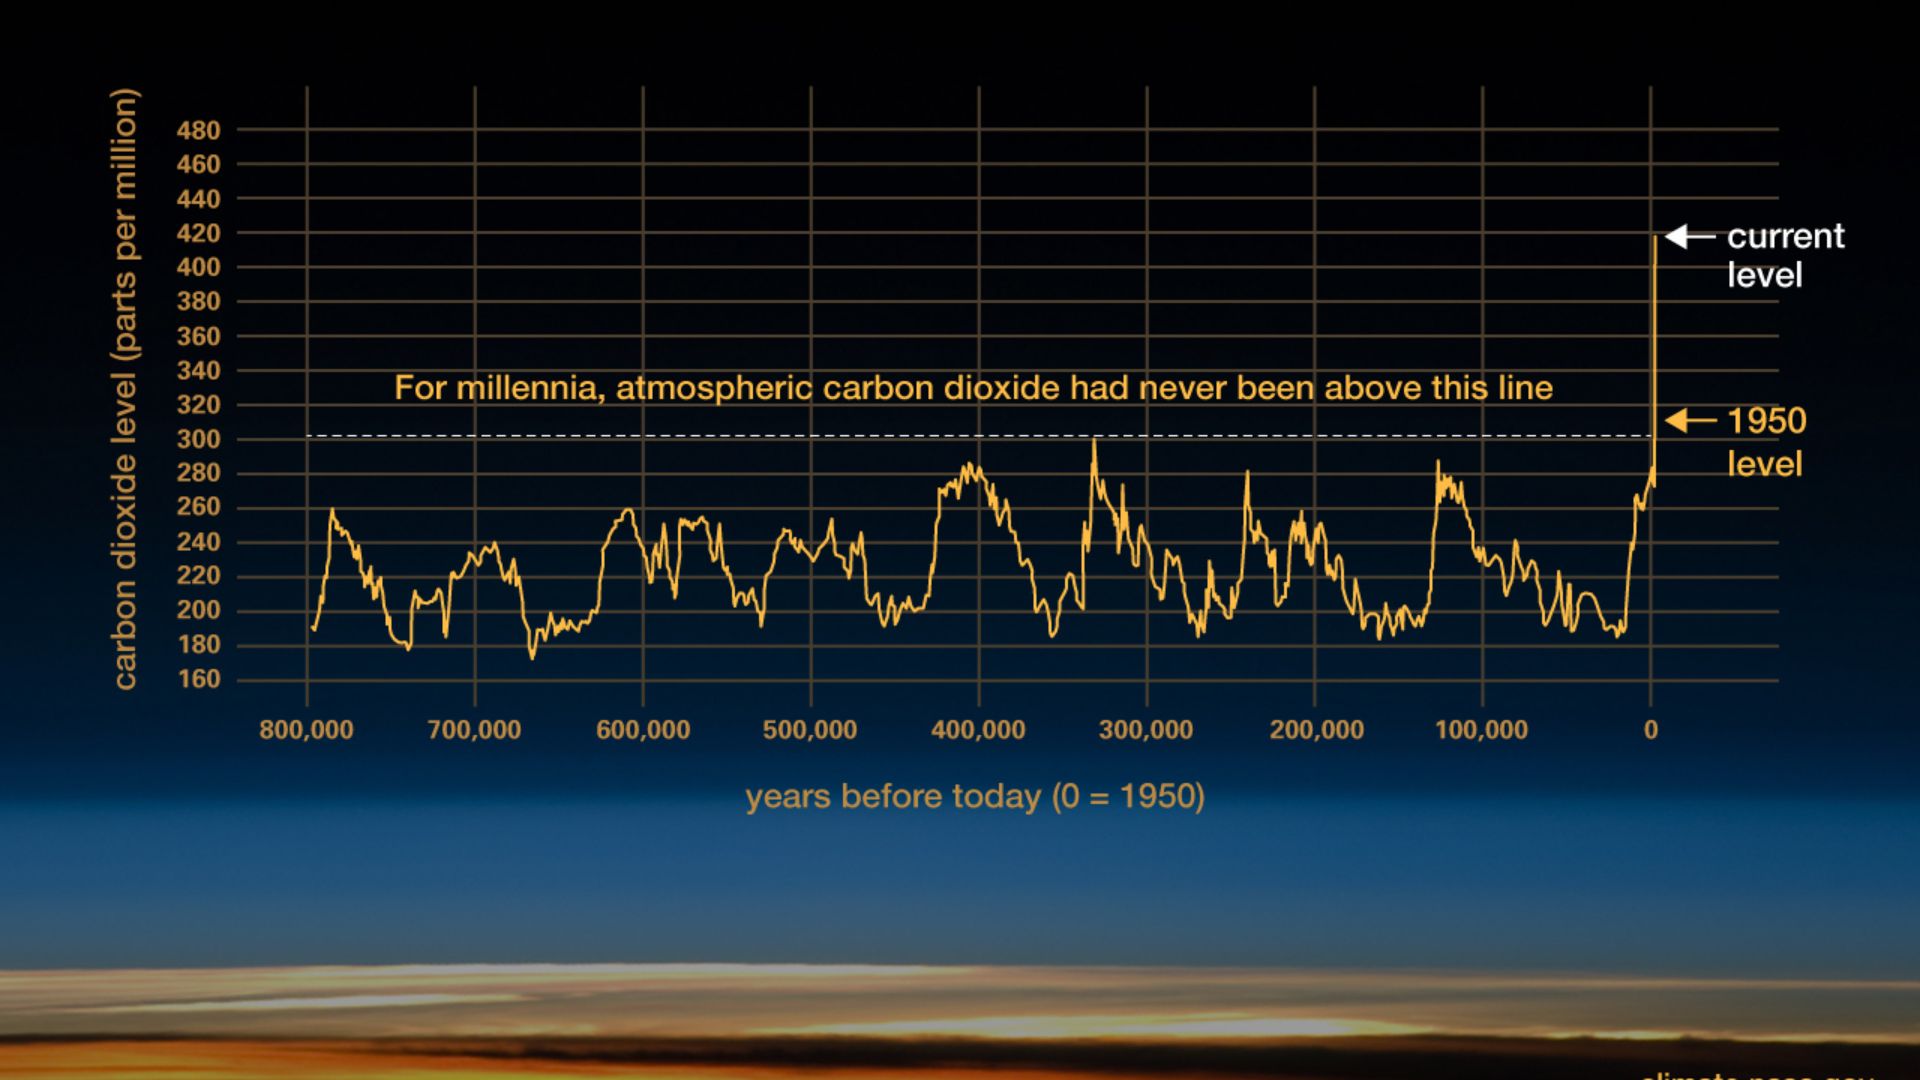 carbon dioxide level (parts per million)
480
460
440
420
400
380
360
340
320
300
280
260
240
220
200
180
160
current
level
For millennia, atmospheric carbon dioxide had never been above this line
1950
level
800,000 700,000 600,000 500,000 400,000 300,000 200,000 100,000 0
years before today (0 = 1950)